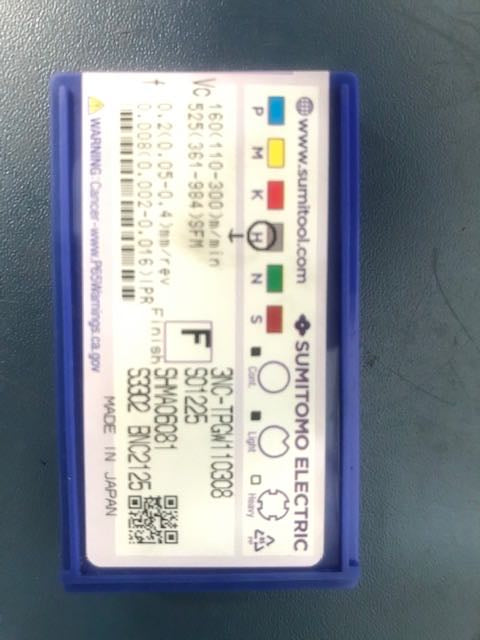 www.sumitool.com
SUMITOMO ELECTRIC
P M K H N S
Cont. Light Heavy
VC 160(110-300)m/min
525(361-984)SFM
f 0.2(0.05-0.4)mm/rev
0.008(0.002-0.016)IPR
Finish
F
3NC-TPGW110308
S01225
SHMA06081
S3302 BNC2125
WARNING Cancer-www.P65Warnings.ca.gov
MADE IN JAPAN